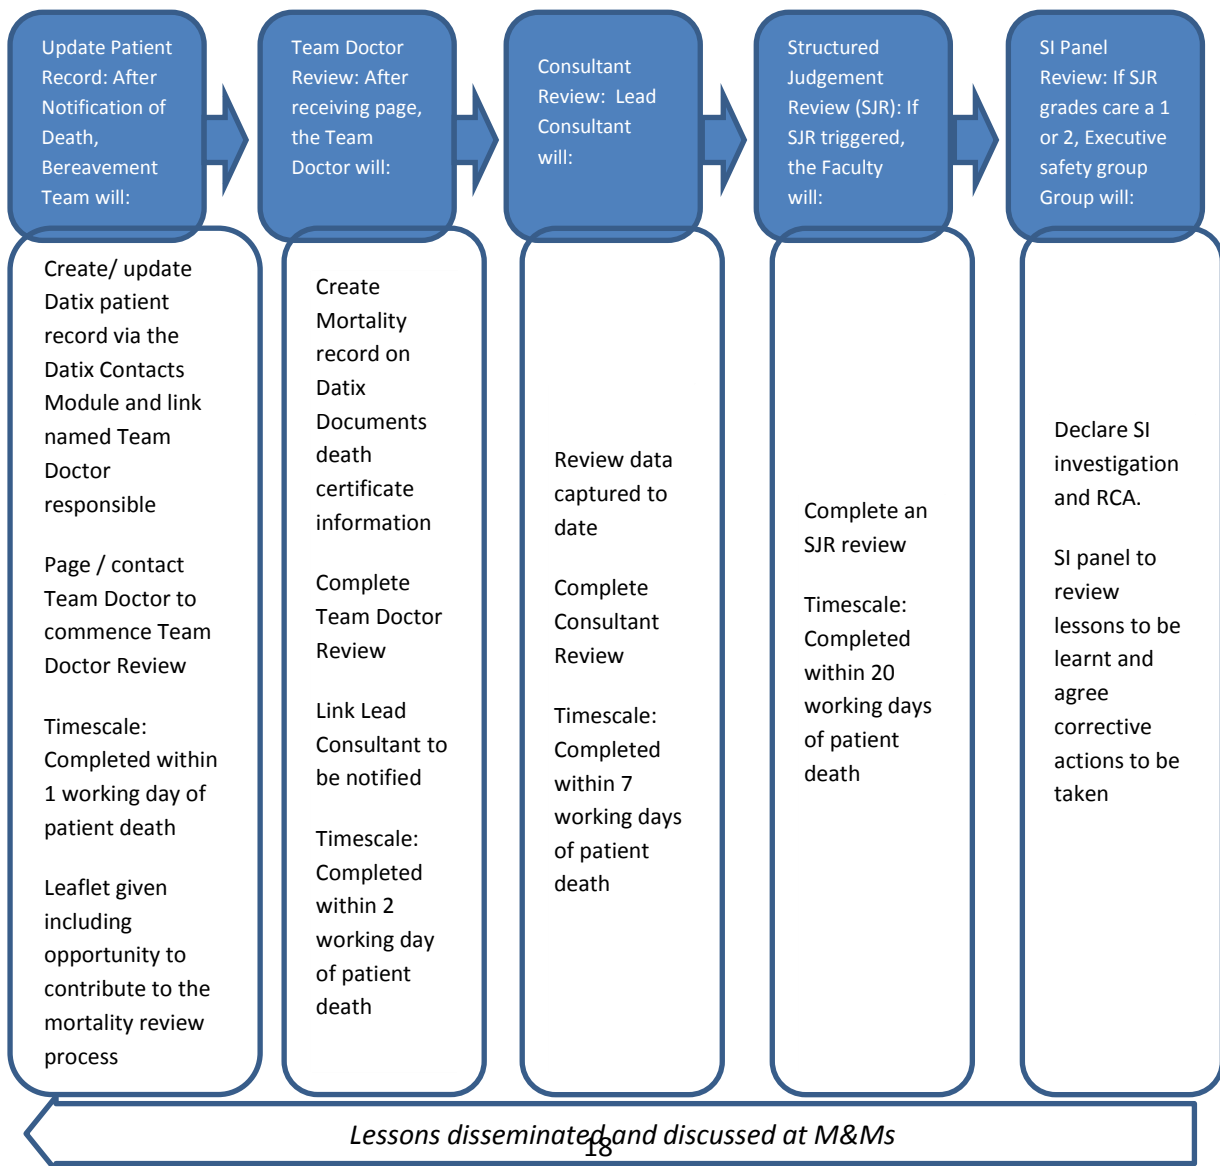 Update Patient
Record: After
Notification of
Death,
Bereavement
Team will:
Create/ update
Datix patient
record via the
Datix Contacts
Module and link
named Team
Doctor
responsible
Page / contact
Team Doctor to
commence Team
Doctor Review
Timescale:
Completed within
1 working day of
patient death
Leaflet given
including
opportunity to
contribute to the
mortality review
process
Team Doctor
Review: After
receiving page,
the Team
Doctor will:
Create
Mortality
record on
Datix
Documents
death
certificate
information
Complete
Team Doctor
Review
Link Lead
Consultant to
be notified
Timescale:
Completed
within 2
working day
of patient
death
Consultant
Review:  Lead
Consultant
will:
Review data
captured to
date
Complete
Consultant
Review
Timescale:
Completed
within 7
working days
of patient
death
Structured
Judgement
Review (SJR): If
SJR triggered,
the Faculty
will:
Complete an
SJR review
Timescale:
Completed
within 20
working days
of patient
death
SI Panel
Review: If SJR
grades care a 1
or 2, Executive
safety group
Group will:
Declare SI
investigation
and RCA.
SI panel to
review
lessons to be
learnt and
agree
corrective
actions to be
taken
Lessons disseminated and discussed at M&Ms
18